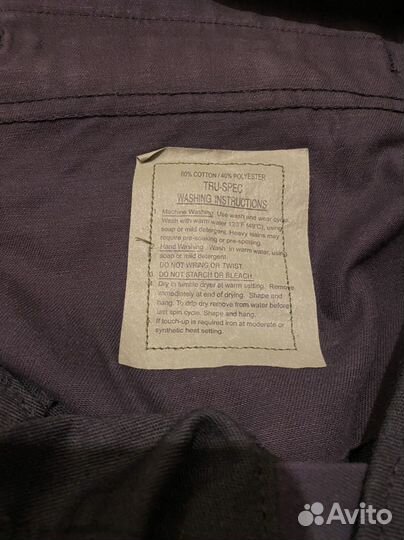 60% COTTON / 40% POLYESTER
TRU-SPEC
WASHING INSTRUCTIONS
1. Machine Washing. Use wash and wear cycle.
Wash with warm water 120°F (49°C), using
soap or mild detergent. Heavy stains may
require pre-soaking or pre-spotting.
Hand Washing. Wash in warm water, using
soap or mild detergent.
DO NOT WRING OR TWIST.
3. DO NOT STARCH OR BLEACH.
4. Dry in tumble dryer at warm setting. Remove
immediately at end of drying. Shape and
hang. To drip dry remove from water before
last spin cycle. Shape and hang.
If touch-up is required iron at moderate or
synthetic heat setting.
Avito